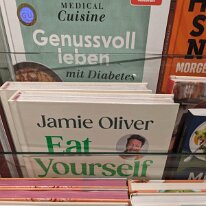 MEDICAL
Cuisine
Genussvoll
leben
mit Diabetes
MORGE
Jamie Oliver
Eat
Yourself